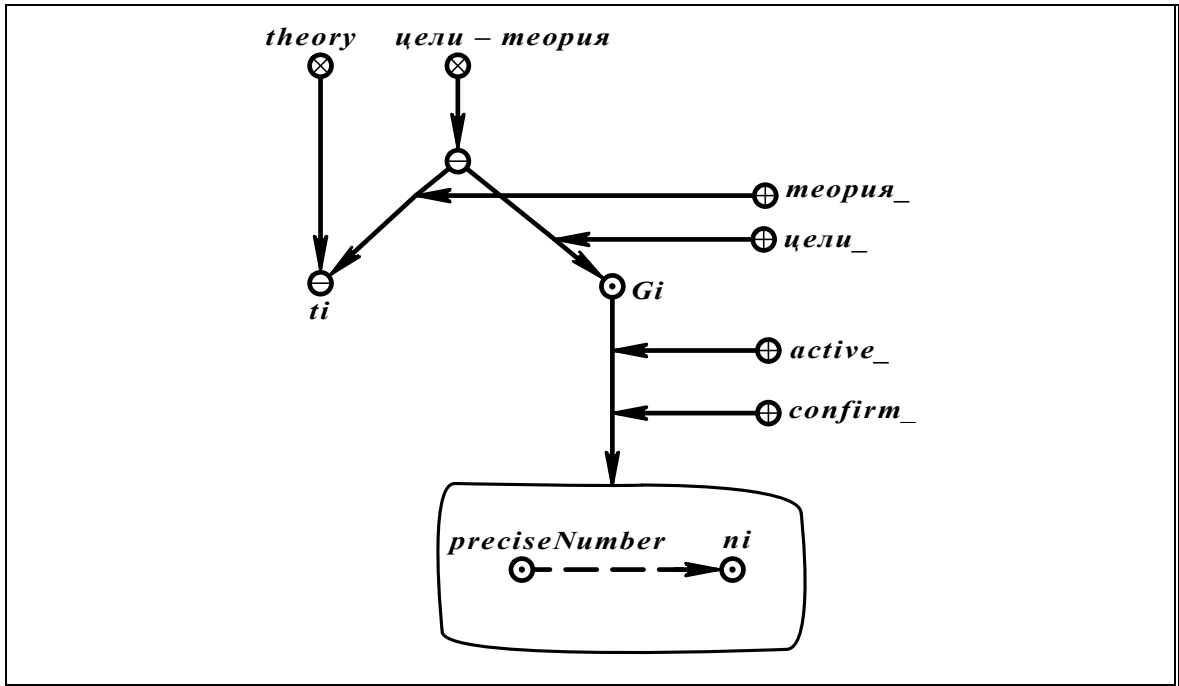 theory цели – теория
теория_
цели_
Gi
ti
active_
confirm_
preciseNumber ni